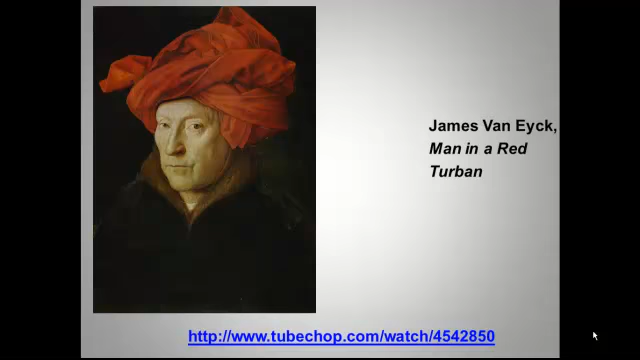 James Van Eyck,
Man in a Red
Turban
http://www.tubechop.com/watch/4542850